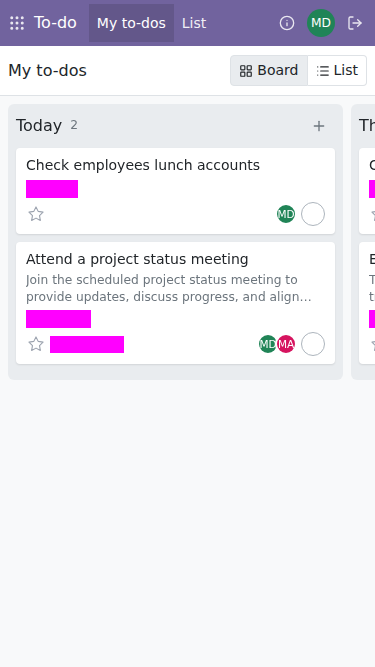 To-do My to-dos List MD
My to-dos Board List
Today 2
Check employees lunch accounts
MD
Attend a project status meeting
Join the scheduled project status meeting to
provide updates, discuss progress, and align…
MD MA
Th